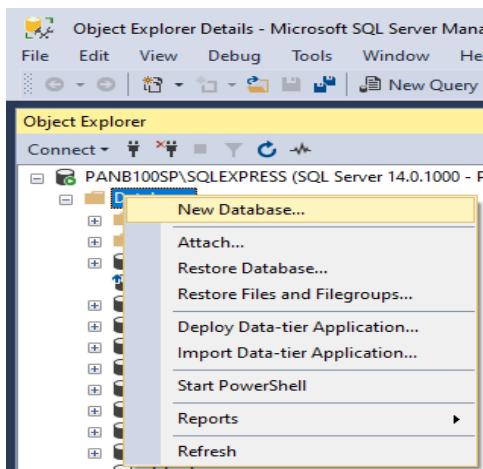 Object Explorer Details - Microsoft SQL Server Mana
File Edit View Debug Tools Window He
New Query
Object Explorer
Connect
PANB100SP\SQLEXPRESS (SQL Server 14.0.1000 - P
New Database...
Attach...
Restore Database...
Restore Files and Filegroups...
Deploy Data-tier Application...
Import Data-tier Application...
Start PowerShell
Reports
Refresh